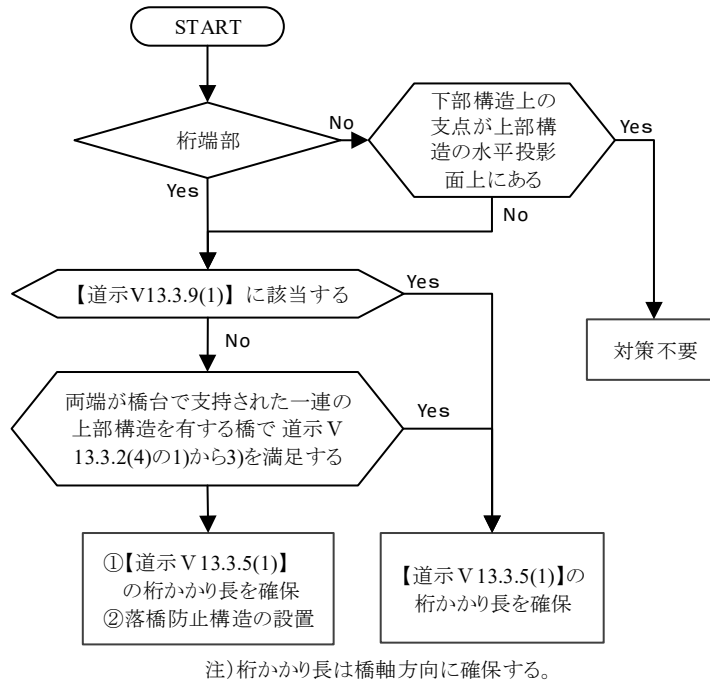 START
桁端部
No
下部構造上の
支点が上部構
造の水平投影
面上にある
Yes
Yes
No
【道示Ⅴ13.3.9(1)】に該当する
Yes
No
対策不要
両端が橋台で支持された一連の
上部構造を有する橋で 道示Ⅴ
13.3.2(4)の1)から3)を満足する
Yes
①【道示Ⅴ13.3.5(1)】
の桁かかり長を確保
②落橋防止構造の設置
【道示Ⅴ13.3.5(1)】の
桁かかり長を確保
注）桁かかり長は橋軸方向に確保する。